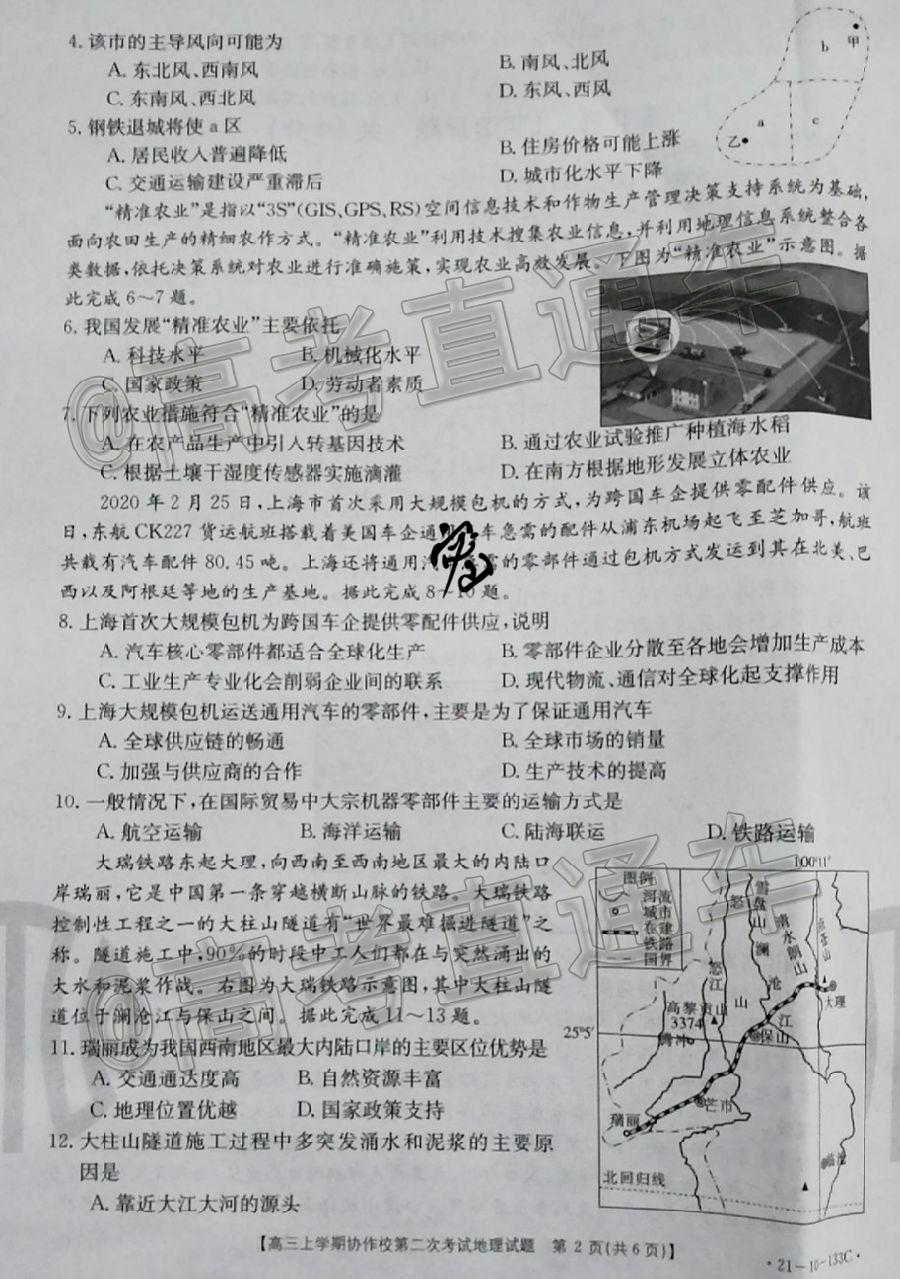 4. 该市的主导风向可能为
A. 东北风、西南风
B. 南风、北风
C. 东南风、西北风
D. 东风、西风
甲
b
a
c
乙
5. 钢铁退城将使a区
A. 居民收入普遍降低
B. 住房价格可能上涨
C. 交通运输建设严重滞后
D. 城市化水平下降
“精准农业”是指以“3S”(GIS、GPS、RS)空间信息技术和作物生产管理决策支持系统为基础,
面向农田生产的精细农作方式。“精准农业”利用技术搜集农业信息,并利用地理信息系统整合各
类数据,依托决策系统对农业进行准确施策,实现农业高效发展。下图为“精准农业”示意图。据
此完成6~7题。
6. 我国发展“精准农业”主要依托
A. 科技水平
B. 机械化水平
C. 国家政策
D. 劳动者素质
7. 下列农业措施符合“精准农业”的是
A. 在农产品生产中引入转基因技术
B. 通过农业试验推广种植海水稻
C. 根据土壤干湿度传感器实施滴灌
D. 在南方根据地形发展立体农业
2020年2月25日,上海市首次采用大规模包机的方式,为跨国车企提供零配件供应。该
日,东航CK227货运航班搭载着美国车企通用汽车急需的配件从浦东机场起飞至芝加哥,航班
共载有汽车配件80.45吨。上海还将通用汽车急需的零部件通过包机方式发运到其在北美、巴
西以及阿根廷等地的生产基地。据此完成8~10题。
8. 上海首次大规模包机为跨国车企提供零配件供应,说明
A. 汽车核心零部件都适合全球化生产
B. 零部件企业分散至各地会增加生产成本
C. 工业生产专业化会削弱企业间的联系
D. 现代物流、通信对全球化起支撑作用
9. 上海大规模包机运送通用汽车的零部件,主要是为了保证通用汽车
A. 全球供应链的畅通
B. 全球市场的销量
C. 加强与供应商的合作
D. 生产技术的提高
10. 一般情况下,在国际贸易中大宗机器零部件主要的运输方式是
A. 航空运输
B. 海洋运输
C. 陆海联运
D. 铁路运输
大瑞铁路东起大理,向西南至西南地区最大的内陆口
岸瑞丽,它是中国第一条穿越横断山脉的铁路。大瑞铁路
控制性工程之一的大柱山隧道有“世界最难掘进隧道”之
称。隧道施工中,90%的时段中工人们都在与突然涌出的
大水和泥浆作战。右图为大瑞铁路示意图,其中大柱山隧
道位于澜沧江与保山之间。据此完成11~13题。
100°11′
图例
河流
城市
在建
铁路
国界
怒
山
怒江
雪盘山
澜
沧
江
清水朗山
点苍山
大理
高黎贡山
3374
腾冲
保山
25°5′
芒市
瑞丽
临沧
北回归线
11. 瑞丽成为我国西南地区最大内陆口岸的主要区位优势是
A. 交通通达度高
B. 自然资源丰富
C. 地理位置优越
D. 国家政策支持
12. 大柱山隧道施工过程中多突发涌水和泥浆的主要原
因是
A. 靠近大江大河的源头
【高三上学期协作校第二次考试地理试题 第2页(共6页)】
·21-10-133C·
@高考直通车
@高考直通车